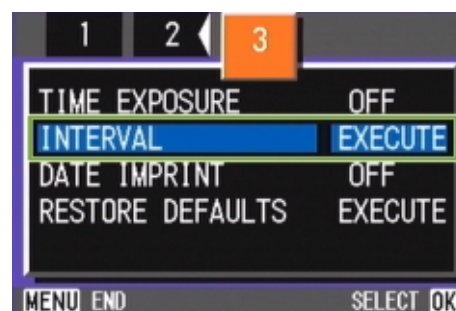 1 2 3
TIME EXPOSURE OFF
INTERVAL EXECUTE
DATE IMPRINT OFF
RESTORE DEFAULTS EXECUTE
MENU END SELECT OK